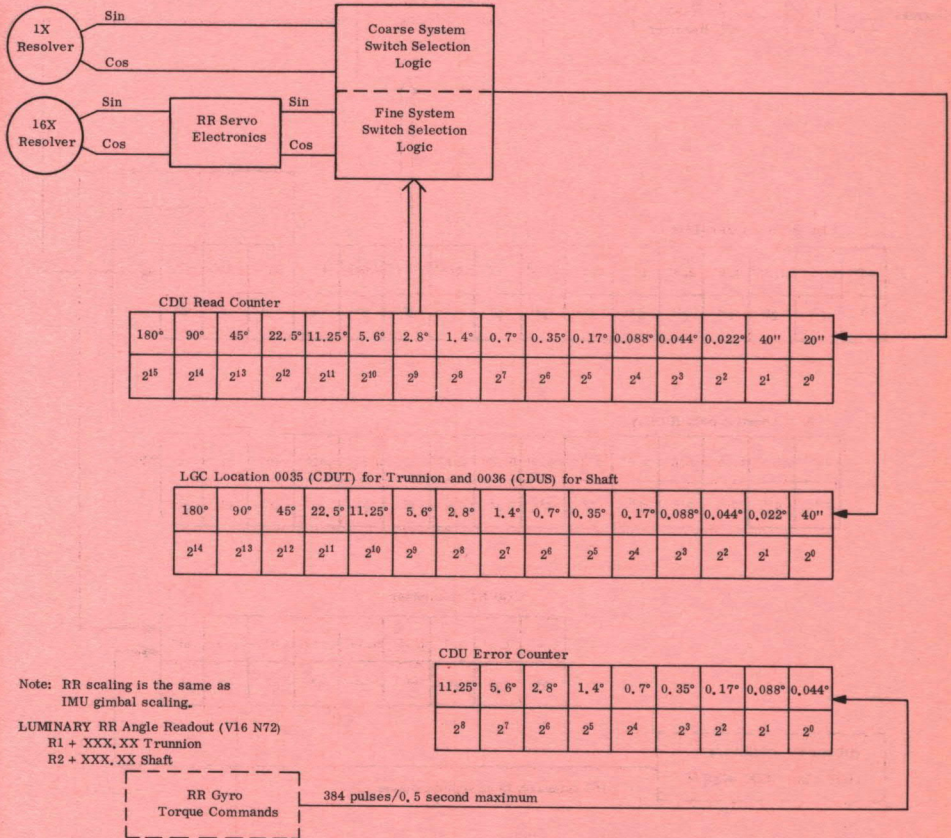 1X
Resolver
Sin
Cos
Coarse System
Switch Selection
Logic
16X
Resolver
Sin
Cos
RR Servo
Electronics
Sin
Cos
Fine System
Switch Selection
Logic
CDU Read Counter
180° 90° 45° 22.5° 11.25° 5.6° 2.8° 1.4° 0.7° 0.35° 0.17° 0.088° 0.044° 0.022° 40" 20"
2¹⁵ 2¹⁴ 2¹³ 2¹² 2¹¹ 2¹⁰ 2⁹ 2⁸ 2⁷ 2⁶ 2⁵ 2⁴ 2³ 2² 2¹ 2⁰
LGC Location 0035 (CDUT) for Trunnion and 0036 (CDUS) for Shaft
180° 90° 45° 22.5° 11.25° 5.6° 2.8° 1.4° 0.7° 0.35° 0.17° 0.088° 0.044° 0.022° 40"
2¹⁴ 2¹³ 2¹² 2¹¹ 2¹⁰ 2⁹ 2⁸ 2⁷ 2⁶ 2⁵ 2⁴ 2³ 2² 2¹ 2⁰
CDU Error Counter
11.25° 5.6° 2.8° 1.4° 0.7° 0.35° 0.17° 0.088° 0.044°
2⁸ 2⁷ 2⁶ 2⁵ 2⁴ 2³ 2² 2¹ 2⁰
Note: RR scaling is the same as
IMU gimbal scaling.
LUMINARY RR Angle Readout (V16 N72)
R1 + XXX.XX Trunnion
R2 + XXX.XX Shaft
RR Gyro
Torque Commands
384 pulses/0.5 second maximum